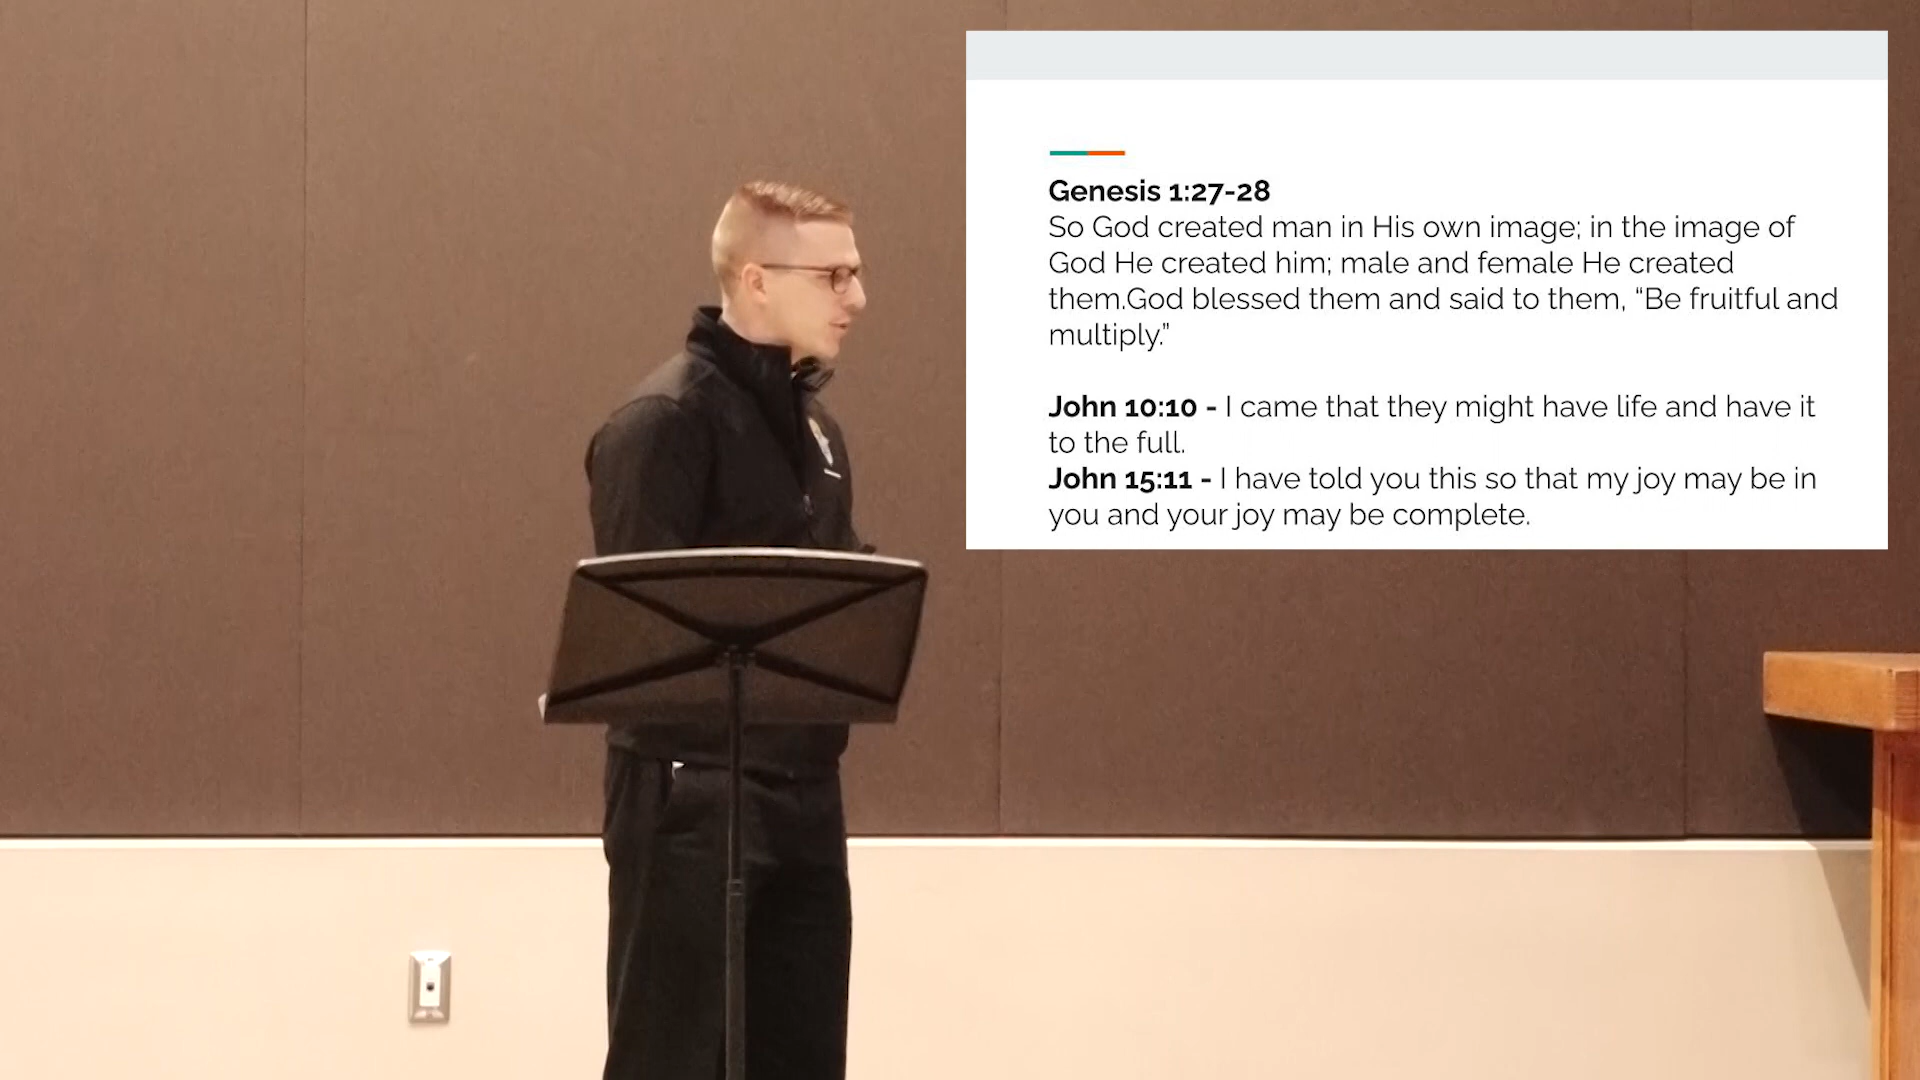 Genesis 1:27-28
So God created man in His own image; in the image of
God He created him; male and female He created
them.God blessed them and said to them, “Be fruitful and
multiply.”
John 10:10 - I came that they might have life and have it
to the full.
John 15:11 - I have told you this so that my joy may be in
you and your joy may be complete.